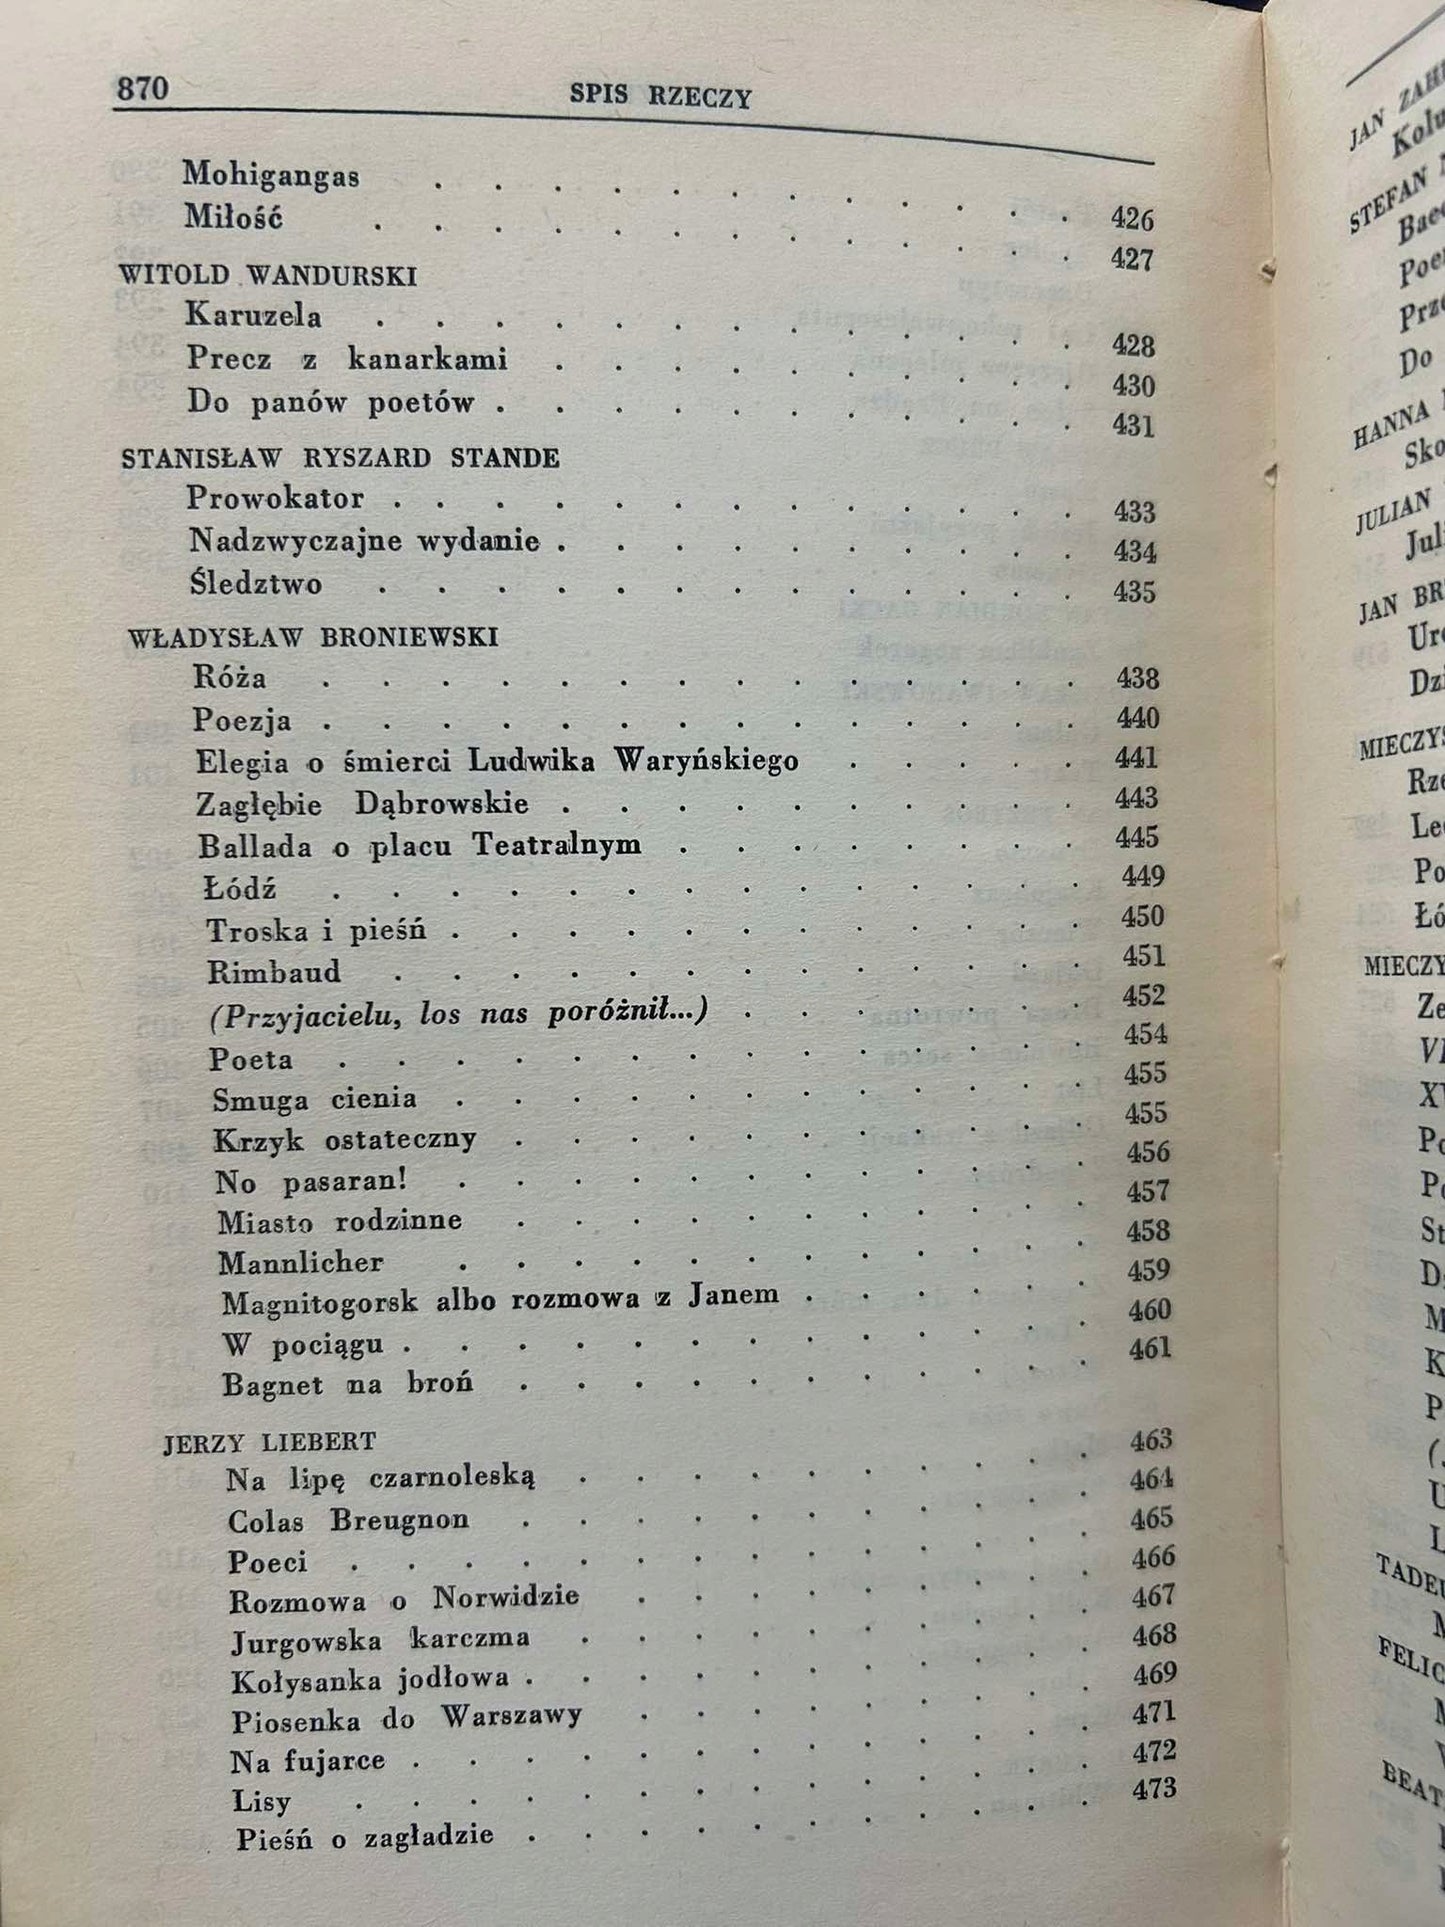 870 SPIS RZECZY
Mohigangas . . . . . . . . . . . 426
Miłość . . . . . . . . . . . . 427
WITOLD WANDURSKI
Karuzela . . . . . . . . . . . . 428
Precz z kanarkami . . . . . . . . . 430
Do panów poetów . . . . . . . . . . 431
STANISŁAW RYSZARD STANDE
Prowokator . . . . . . . . . . . . 433
Nadzwyczajne wydanie . . . . . . . . . 434
Śledztwo . . . . . . . . . . . . 435
WŁADYSŁAW BRONIEWSKI
Róża . . . . . . . . . . . . . 438
Poezja . . . . . . . . . . . . . 440
Elegia o śmierci Ludwika Waryńskiego . . . . 441
Zagłębie Dąbrowskie . . . . . . . . . 443
Ballada o placu Teatralnym . . . . . . . 445
Łódź . . . . . . . . . . . . . 449
Troska i pieśń . . . . . . . . . . . 450
Rimbaud . . . . . . . . . . . . 451
(Przyjacielu, los nas poróżnił...) . . . . . . 452
Poeta . . . . . . . . . . . . . 454
Smuga cienia . . . . . . . . . . . 455
Krzyk ostateczny . . . . . . . . . . 455
No pasaran! . . . . . . . . . . . 456
Miasto rodzinne . . . . . . . . . . 457
Mannlicher . . . . . . . . . . . 458
Magnitogorsk albo rozmowa z Janem . . . . . 459
W pociągu . . . . . . . . . . . . 460
Bagnet na broń . . . . . . . . . . 461
JERZY LIEBERT
Na lipę czarnoleską . . . . . . . . . 463
Colas Breugnon . . . . . . . . . . 464
Poeci . . . . . . . . . . . . . 465
Rozmowa o Norwidzie . . . . . . . . 466
Jurgowska karczma . . . . . . . . . 467
Kołysanka jodłowa . . . . . . . . . . 468
Piosenka do Warszawy . . . . . . . . 469
Na fujarce . . . . . . . . . . . . 471
Lisy . . . . . . . . . . . . . 472
Pieśń o zagładzie . . . . . . . . . . 473
JAN
STEFAN
Do
HANNA
JULIAN
JAN